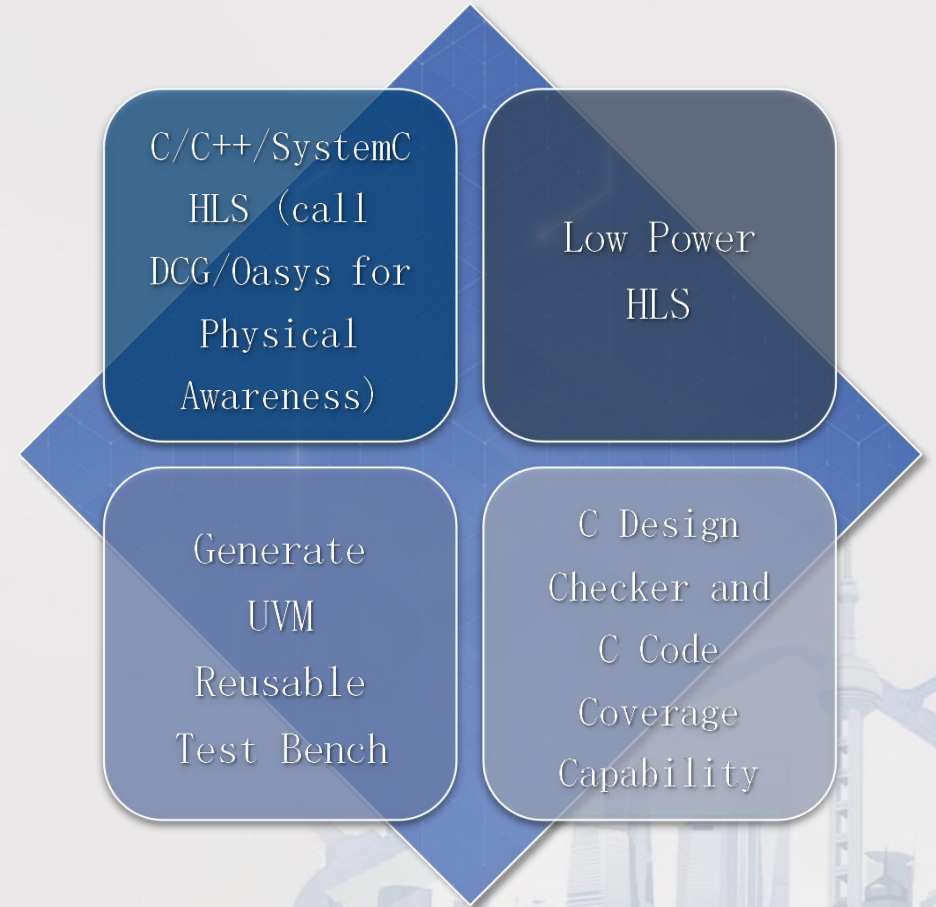 C/C++/SystemC
HLS (call
DCG/Oasys for
Physical
Awareness)
Low Power
HLS
Generate
UVM
Reusable
Test Bench
C Design
Checker and
C Code
Coverage
Capability